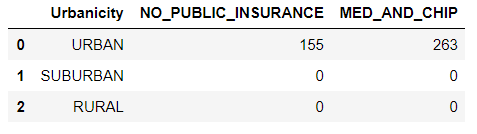 Urbanicity NO_PUBLIC_INSURANCE MED_AND_CHIP
0 URBAN 155 263
1 SUBURBAN 0 0
2 RURAL 0 0